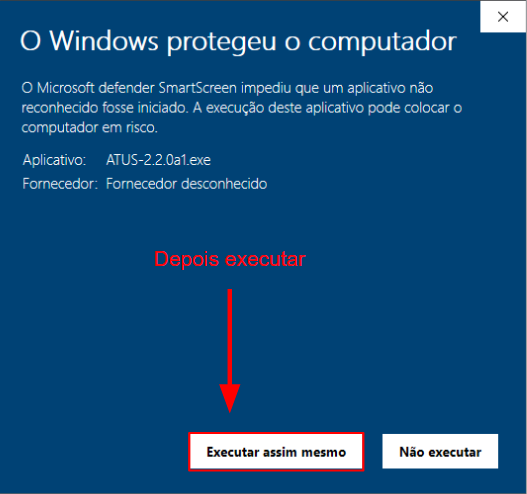 O Windows protegeu o computador
O Microsoft defender SmartScreen impediu que um aplicativo não
reconhecido fosse iniciado. A execução deste aplicativo pode colocar o
computador em risco.
Aplicativo: ATUS-2.2.0a1.exe
Fornecedor: Fornecedor desconhecido
Depois executar
Executar assim mesmo
Não executar